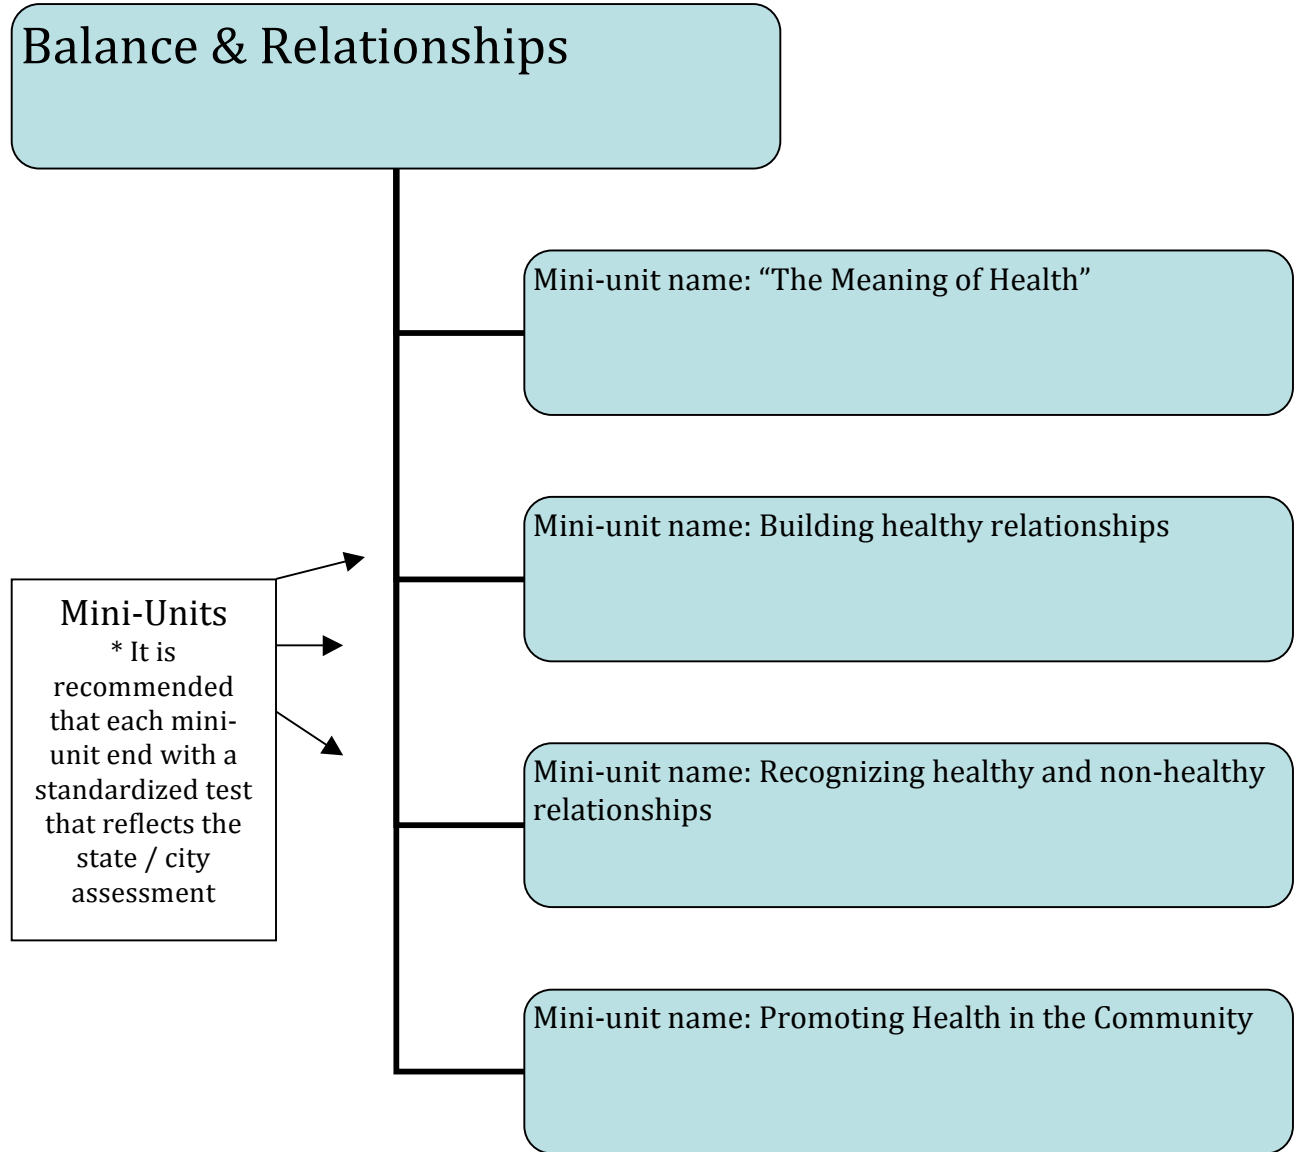 Balance & Relationships
Mini-unit name: “The Meaning of Health”
Mini-unit name: Building healthy relationships
Mini-Units
* It is
recommended
that each mini-
unit end with a
standardized test
that reflects the
state / city
assessment
Mini-unit name: Recognizing healthy and non-healthy
relationships
Mini-unit name: Promoting Health in the Community